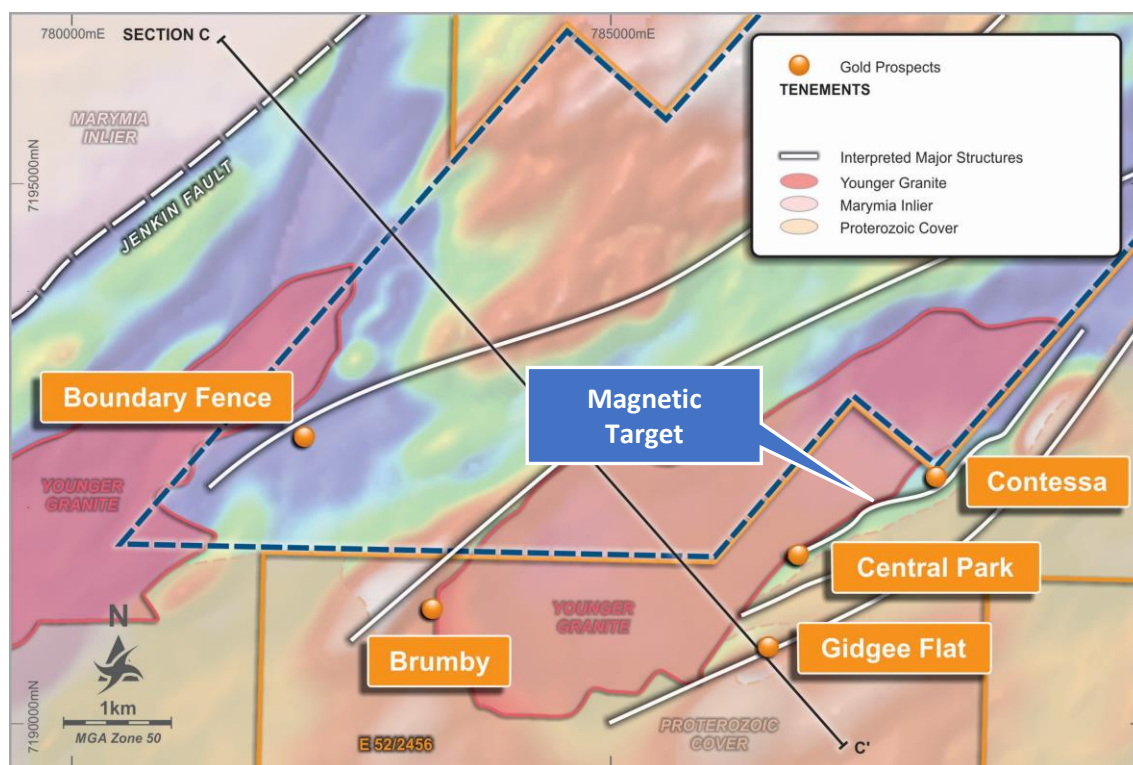 780000mE
SECTION C
785000mE
Gold Prospects
TENEMENTS
Interpreted Major Structures
Younger Granite
Marymia Inlier
Proterozoic Cover
MARYMIA
INLIER
7195000mN
JENKIN FAULT
Boundary Fence
Magnetic
Target
YOUNGER
GRANITE
Contessa
Central Park
YOUNGER
GRANITE
Brumby
Gidgee Flat
N
1km
MGA Zone 50
7190000mN
E 52/2456
PROTEROZOIC
COVER
C'